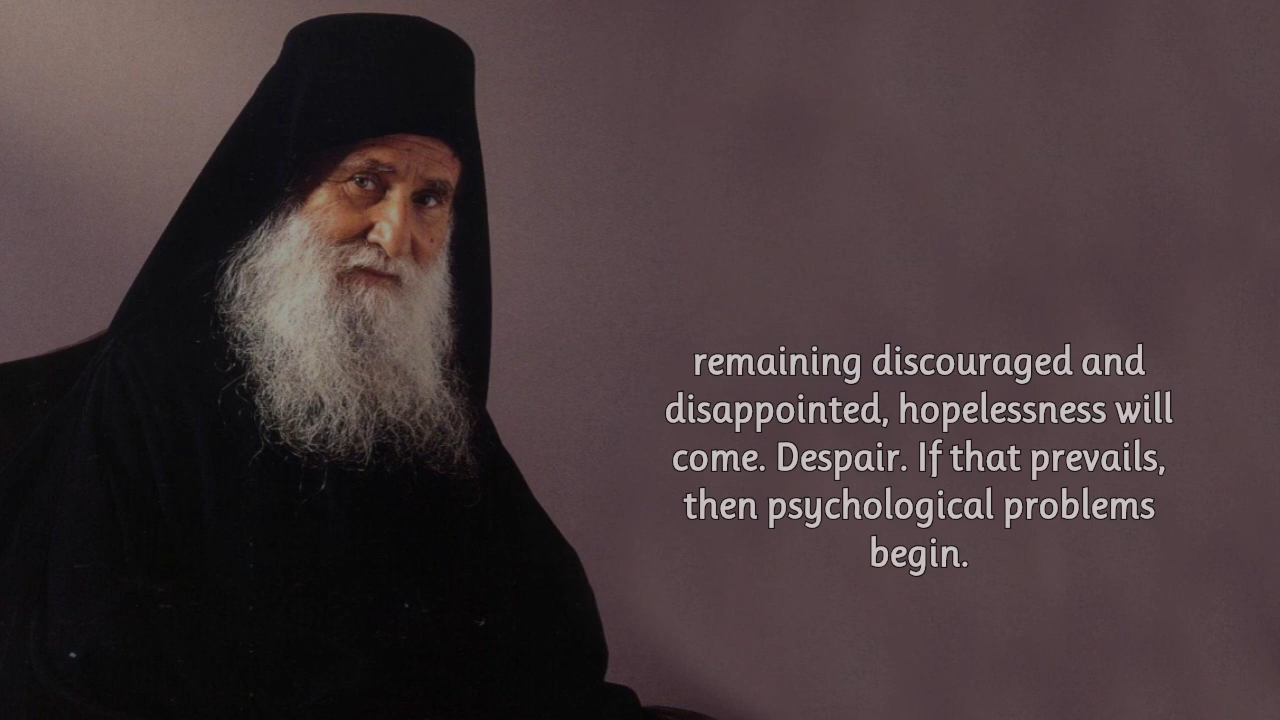 remaining discouraged and
disappointed, hopelessness will
come. Despair. If that prevails,
then psychological problems
begin.